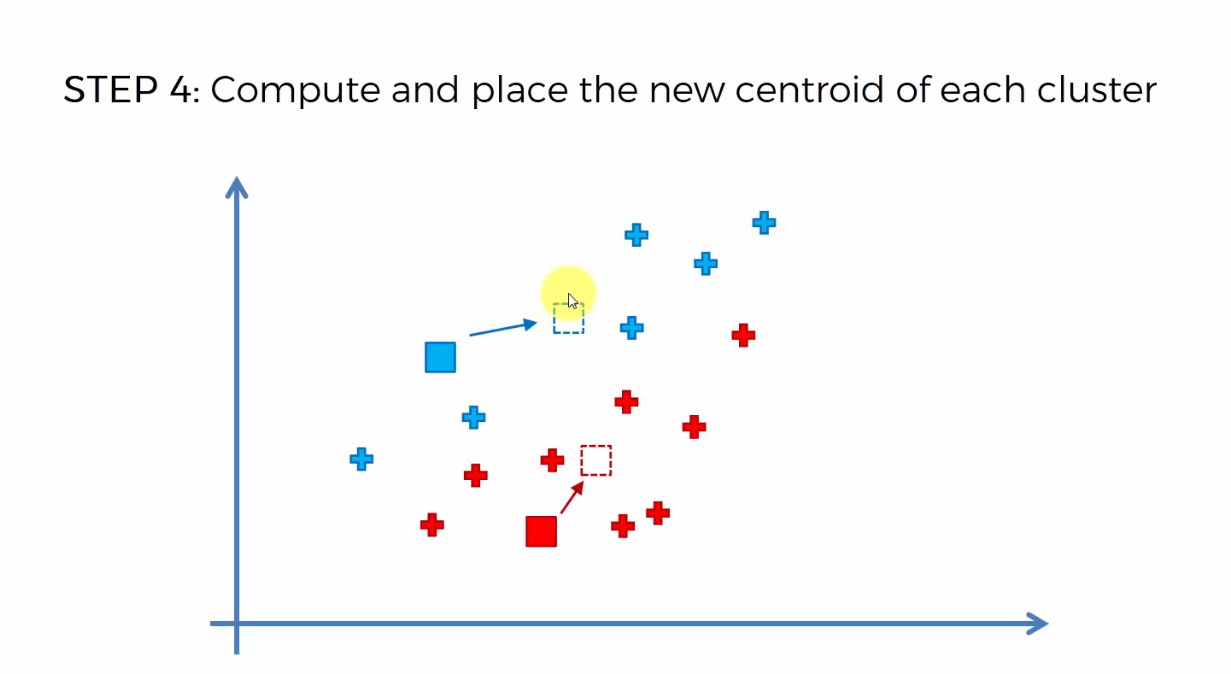 STEP 4: Compute and place the new centroid of each cluster